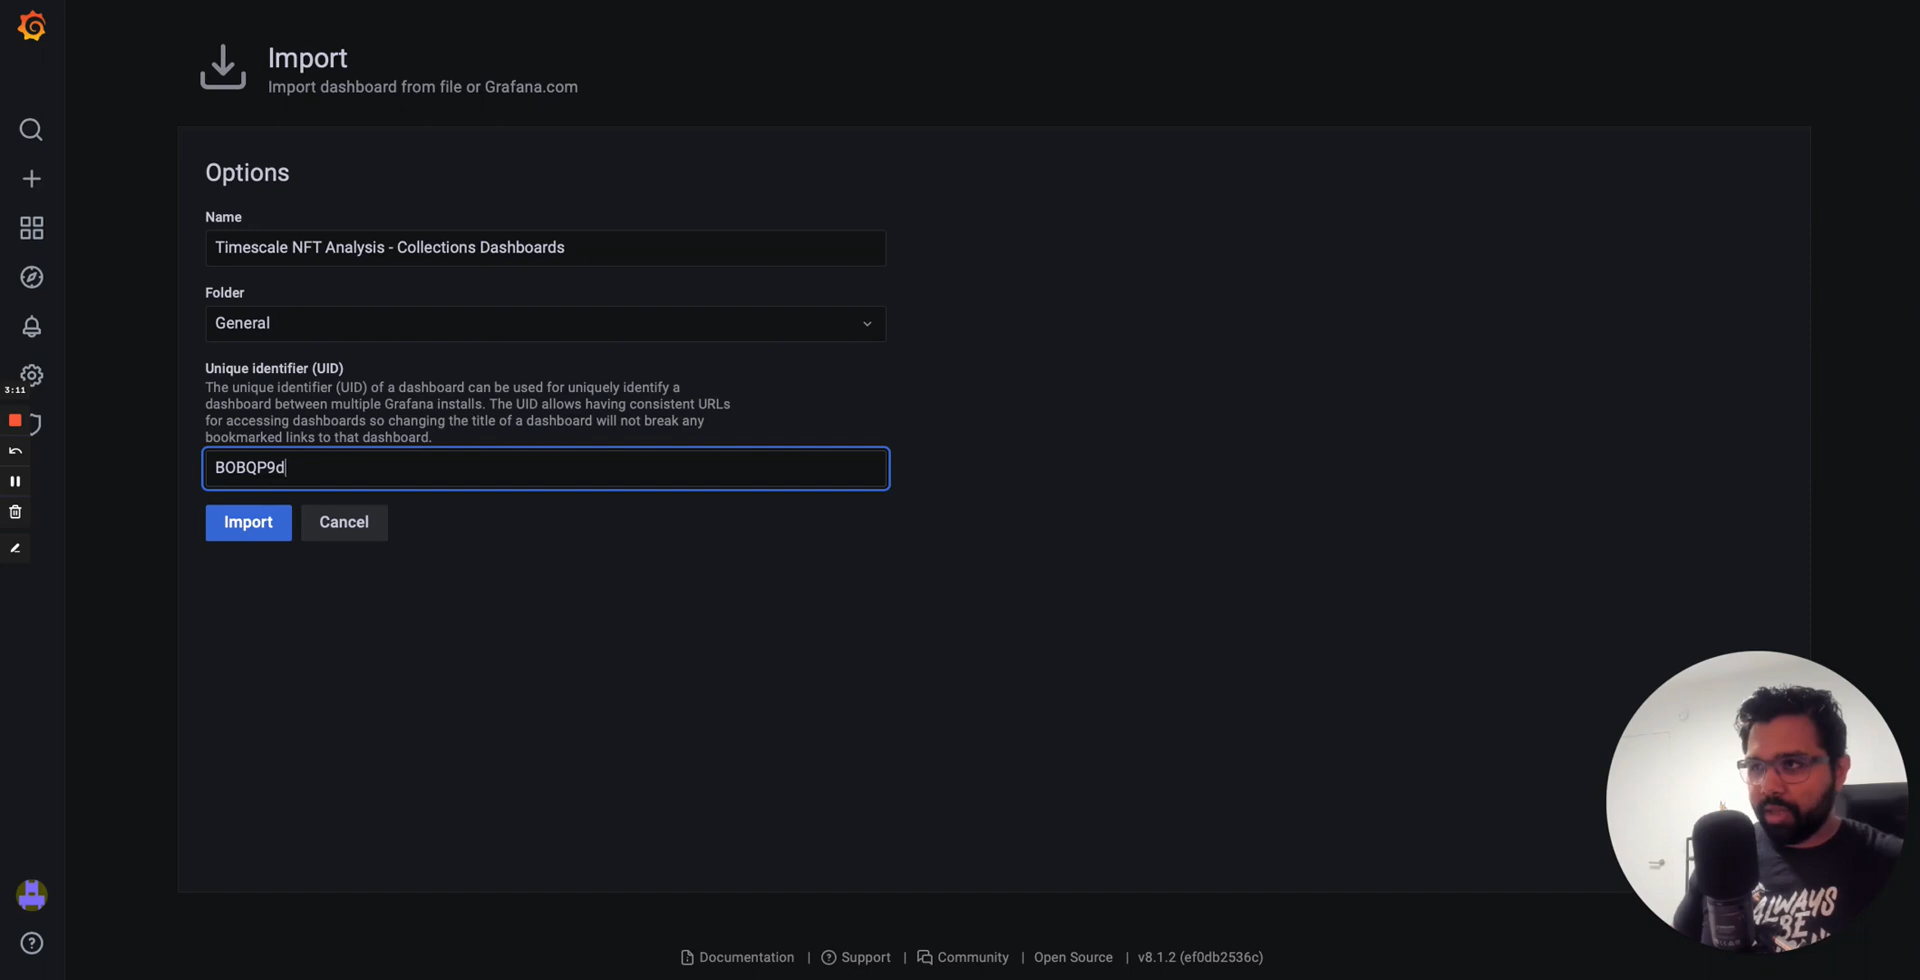 Import
Import dashboard from file or Grafana.com
Options
Name
Timescale NFT Analysis - Collections Dashboards
Folder
General
Unique identifier (UID)
The unique identifier (UID) of a dashboard can be used for uniquely identify a
dashboard between multiple Grafana installs. The UID allows having consistent URLs
for accessing dashboards so changing the title of a dashboard will not break any
bookmarked links to that dashboard.
BOBQP9d
Import Cancel
3:11
ALWAYS
BE
Documentation | Support | Community | Open Source | v8.1.2 (ef0db2536c)